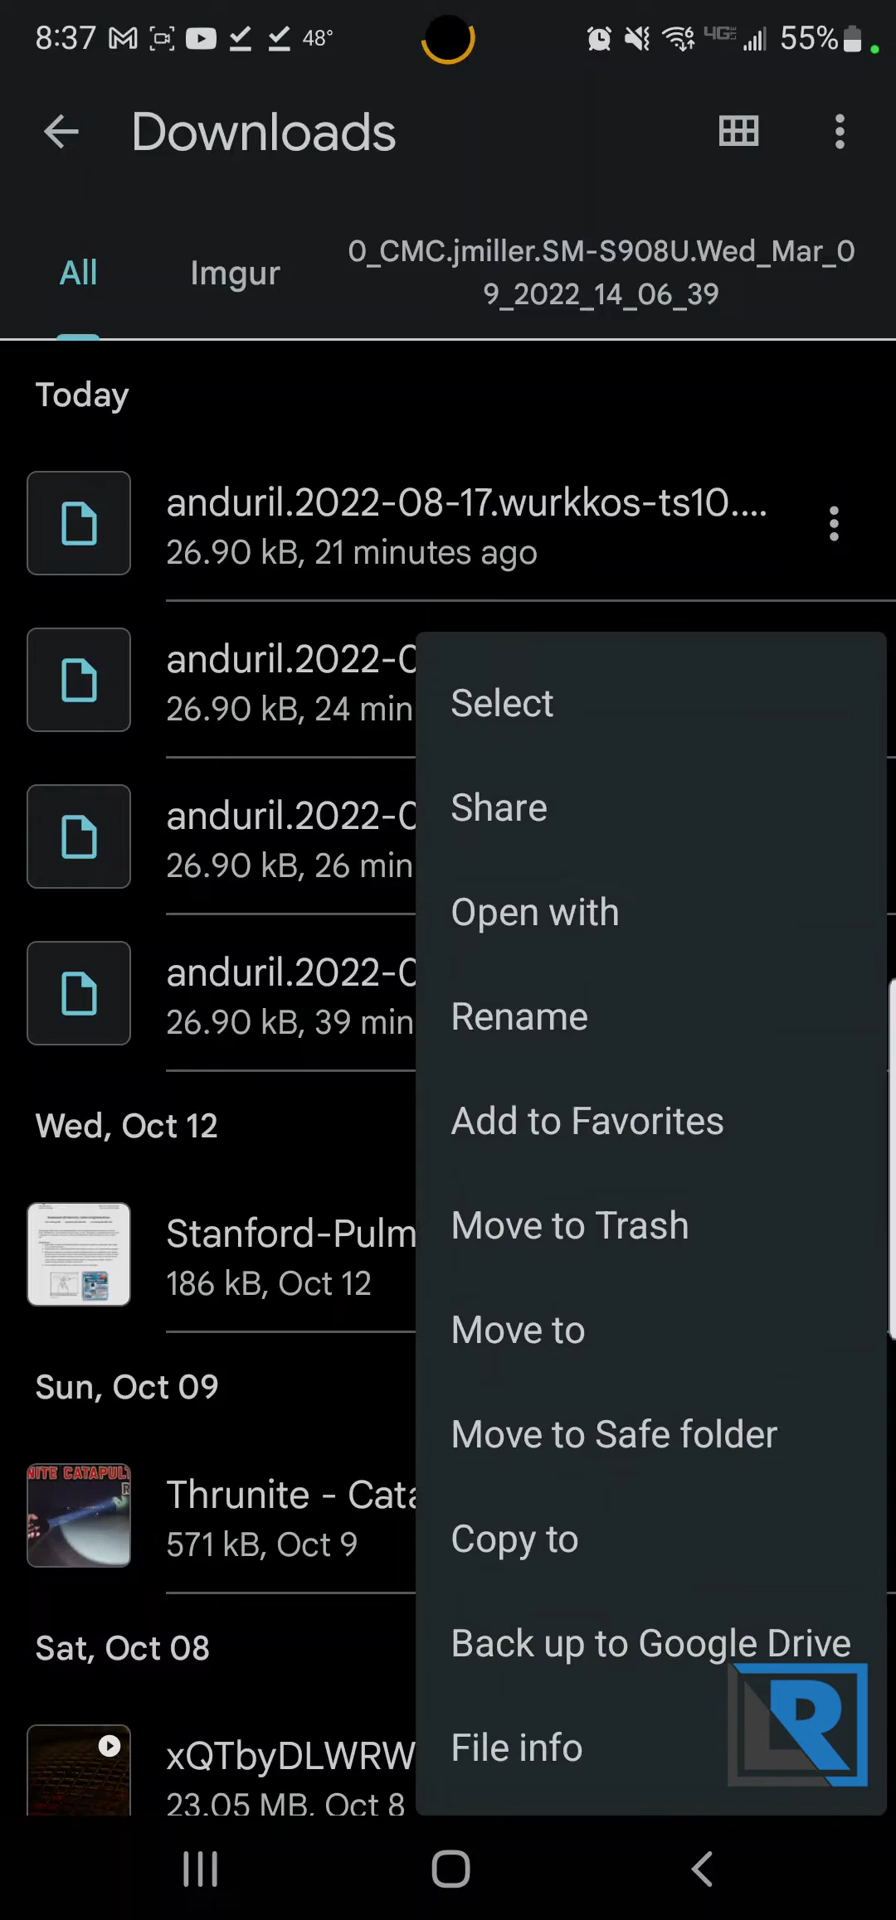 8:37 48° 4GE 55%
Downloads
All
Imgur
0_CMC.jmiller.SM-S908U.Wed_Mar_0
9_2022_14_06_39
Today
anduril.2022-08-17.wurkkos-ts10....
26.90 kB, 21 minutes ago
anduril.2022-0
26.90 kB, 24 min
anduril.2022-0
26.90 kB, 26 min
anduril.2022-0
26.90 kB, 39 min
Wed, Oct 12
Stanford-Pulm
186 kB, Oct 12
Sun, Oct 09
NITE CATAPUL
Thrunite - Cata
571 kB, Oct 9
Sat, Oct 08
xQTbyDLWRW
23.05 MB, Oct 8
Select
Share
Open with
Rename
Add to Favorites
Move to Trash
Move to
Move to Safe folder
Copy to
Back up to Google Drive
File info
LR